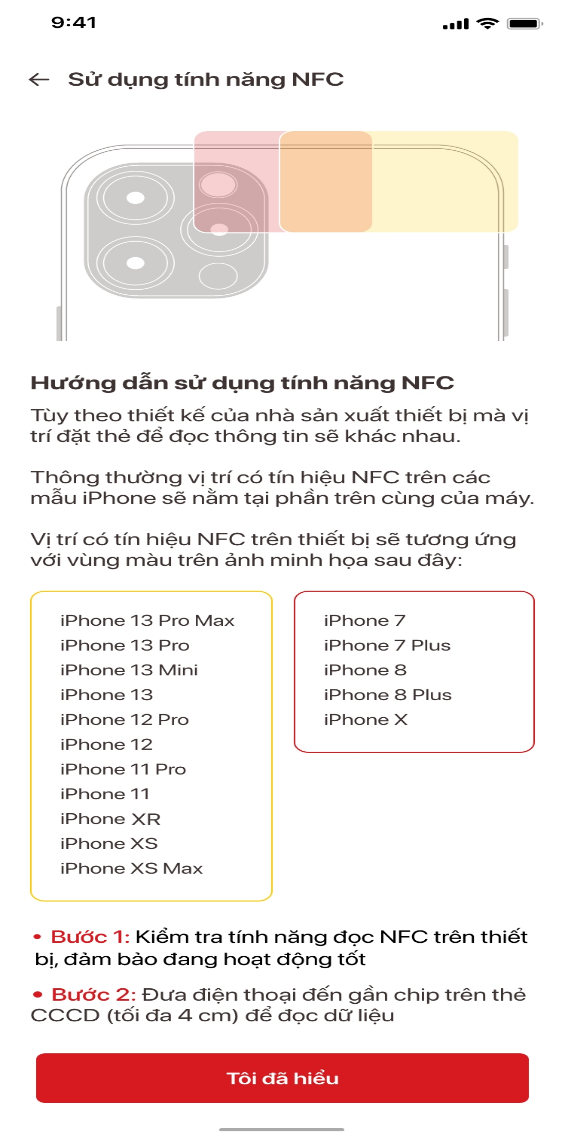 9:41
Sử dụng tính năng NFC
Hướng dẫn sử dụng tính năng NFC
Tùy theo thiết kế của nhà sản xuất thiết bị mà vị
trí đặt thẻ để đọc thông tin sẽ khác nhau.
Thông thường vị trí có tín hiệu NFC trên các
mẫu iPhone sẽ nằm tại phần trên cùng của máy.
Vị trí có tín hiệu NFC trên thiết bị sẽ tương ứng
với vùng màu trên ảnh minh họa sau đây:
iPhone 13 Pro Max
iPhone 13 Pro
iPhone 13 Mini
iPhone 13
iPhone 12 Pro
iPhone 12
iPhone 11 Pro
iPhone 11
iPhone XR
iPhone XS
iPhone XS Max
iPhone 7
iPhone 7 Plus
iPhone 8
iPhone 8 Plus
iPhone X
• Bước 1: Kiểm tra tính năng đọc NFC trên thiết
bị, đảm bảo đang hoạt động tốt
• Bước 2: Đưa điện thoại đến gần chip trên thẻ
CCCD (tối đa 4 cm) để đọc dữ liệu
Tôi đã hiểu